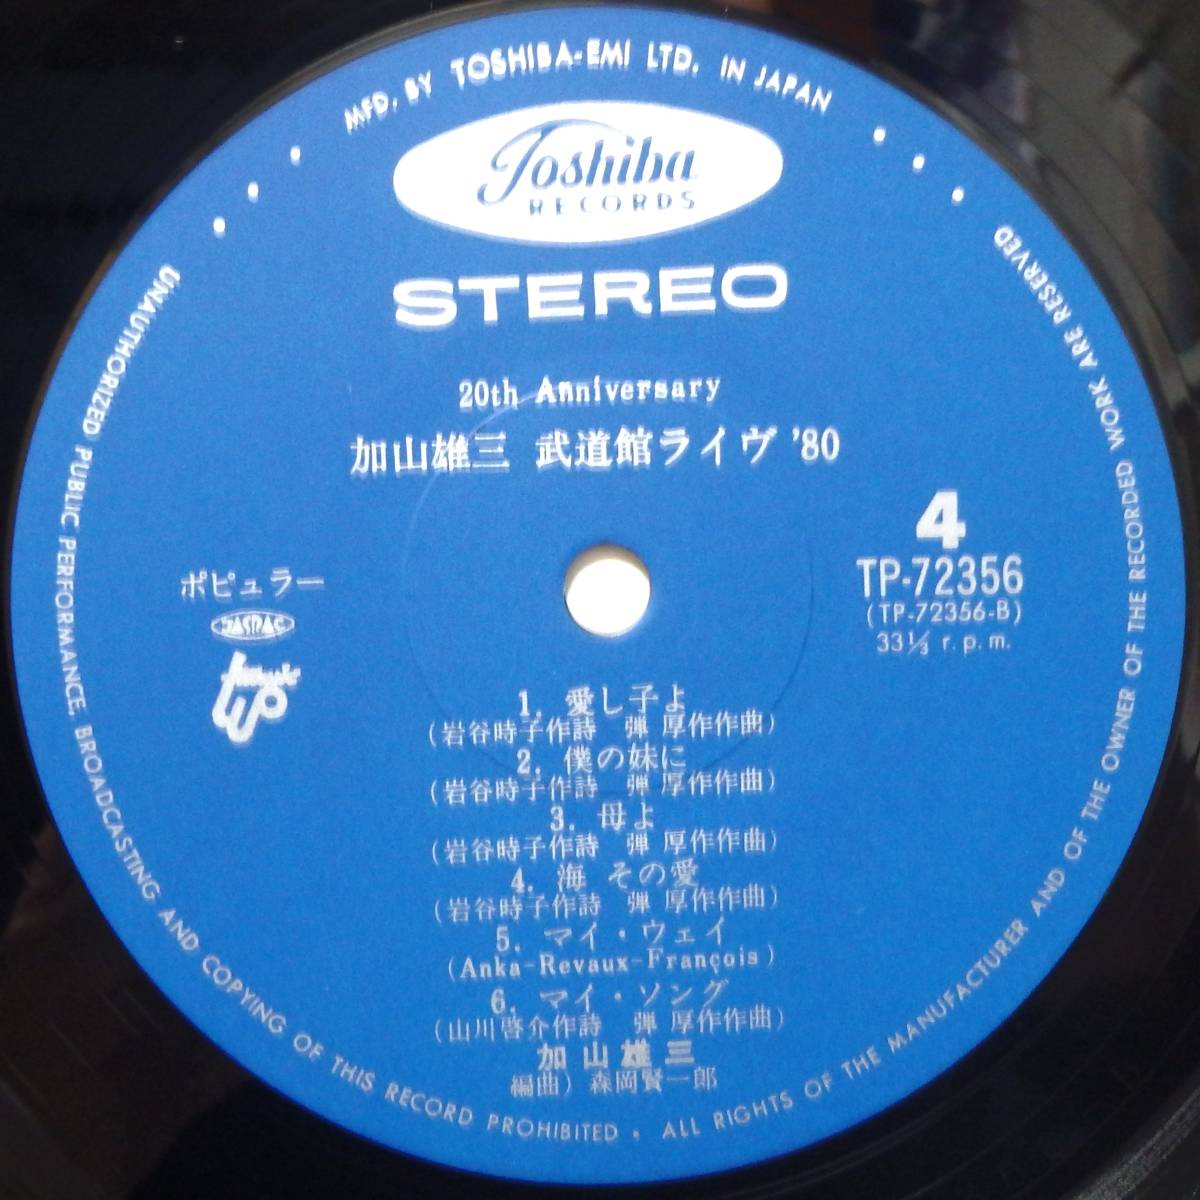 MFD. BY TOSHIBA-EMI LTD. IN JAPAN
Toshiba
RECORDS
STEREO
20th Anniversary
加山雄三 武道館ライヴ '80
4
TP-72356
(TP-72356-B)
33⅓ r.p.m.
ポピュラー
JASRAC
1. 愛し子よ
(岩谷時子作詩 弾 厚作作曲)
2. 僕の妹に
(岩谷時子作詩 弾 厚作作曲)
3. 母よ
(岩谷時子作詩 弾 厚作作曲)
4. 海 その愛
(岩谷時子作詩 弾 厚作作曲)
5. マイ・ウェイ
(Anka-Revaux-François)
6. マイ・ソング
(山川啓介作詩 弾 厚作作曲)
加山雄三
編曲) 森岡賢一郎
UNAUTHORIZED PUBLIC PERFORMANCE, BROADCASTING AND COPYING OF THIS RECORD PROHIBITED • ALL RIGHTS OF THE MANUFACTURER AND OF THE OWNER OF THE RECORDED WORK ARE RESERVED